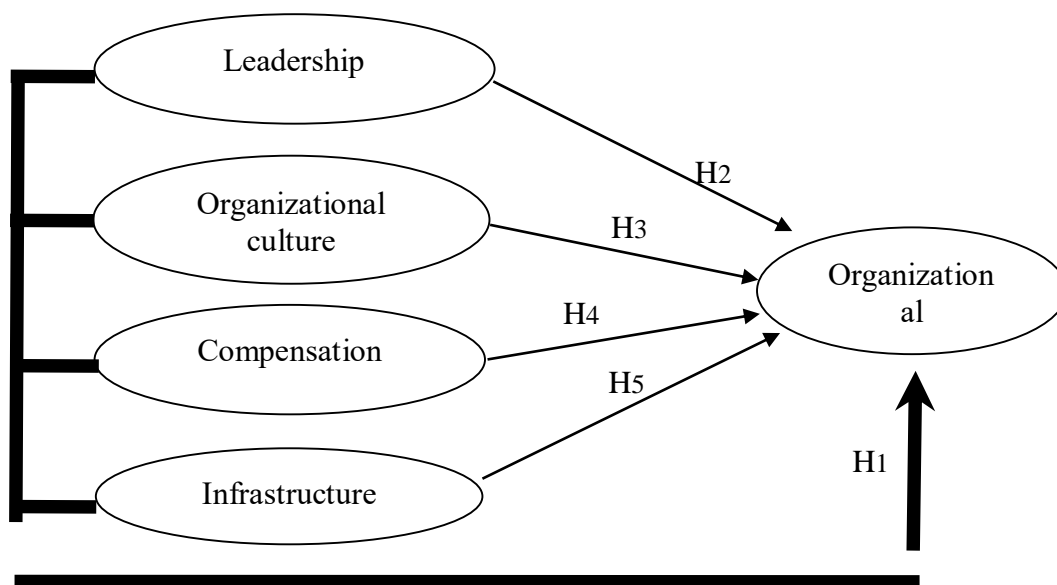 Leadership
H2
Organizational
culture
H3
Organization
al
Compensation
H4
H5
Infrastructure
H1